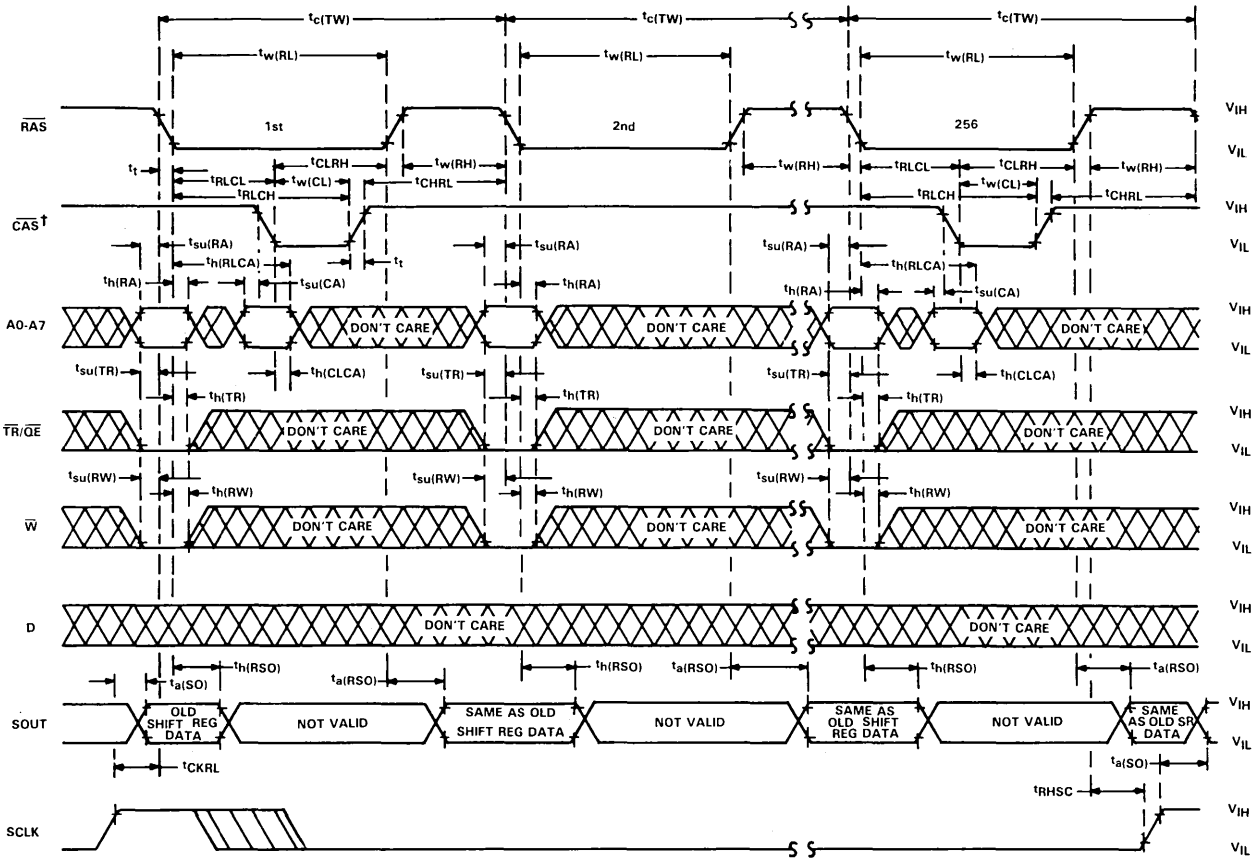 tc(TW) tc(TW) tc(TW)
tw(RL) tw(RL) tw(RL)
RAS 1st 2nd 256 VIH
VIL
tt tCLRH tw(RH) tw(RH) tRLCL tCLRH tw(RH)
tRLCL tw(CL) tCHRL tw(CL)
tRLCH tRLCH tCHRL
CAS† VIH
VIL
tsu(RA) tsu(RA) tsu(RA)
th(RLCA) tt th(RLCA)
th(RA) tsu(CA) th(RA) th(RA) tsu(CA)
A0-A7 DON'T CARE DON'T CARE DON'T CARE VIH
VIL
tsu(TR) th(CLCA) tsu(TR) tsu(TR) th(CLCA)
th(TR) th(TR) th(TR)
TR/QE DON'T CARE DON'T CARE DON'T CARE VIH
VIL
tsu(RW) tsu(RW) tsu(RW)
th(RW) th(RW) th(RW)
W DON'T CARE DON'T CARE DON'T CARE VIH
VIL
D DON'T CARE DON'T CARE VIH
VIL
th(RSO) th(RSO) ta(RSO) th(RSO) ta(RSO)
ta(SO) ta(RSO)
SOUT OLD SHIFT REG DATA NOT VALID SAME AS OLD SHIFT REG DATA NOT VALID SAME AS OLD SHIFT REG DATA NOT VALID SAME AS OLD SR DATA VIH
VIL
tCKRL ta(SO)
tRHSC
SCLK VIH
VIL